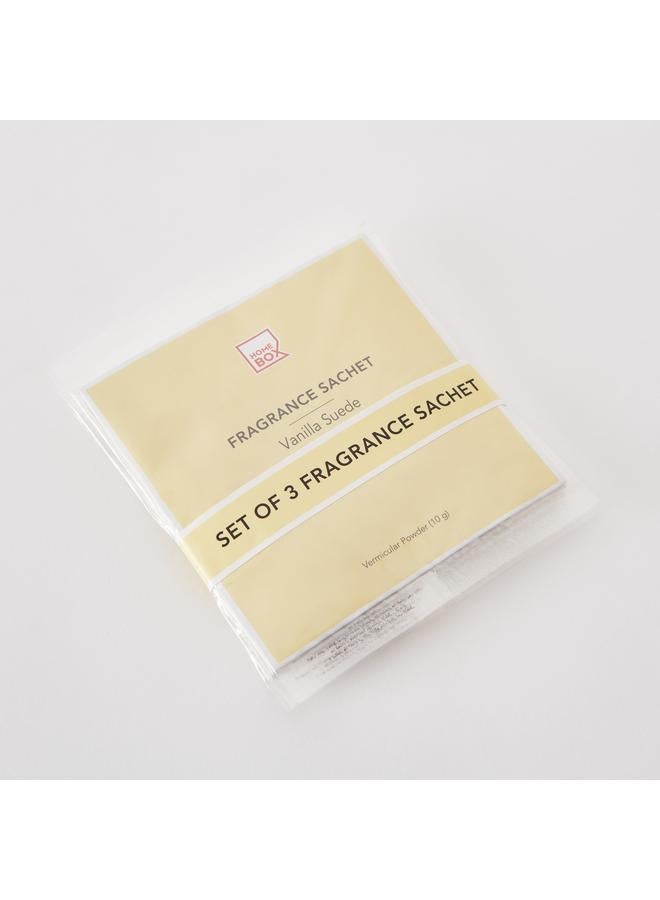 HOME
BOX
FRAGRANCE SACHET
Vanilla Suede
SET OF 3 FRAGRANCE SACHET
Vermicular Powder (10 g)